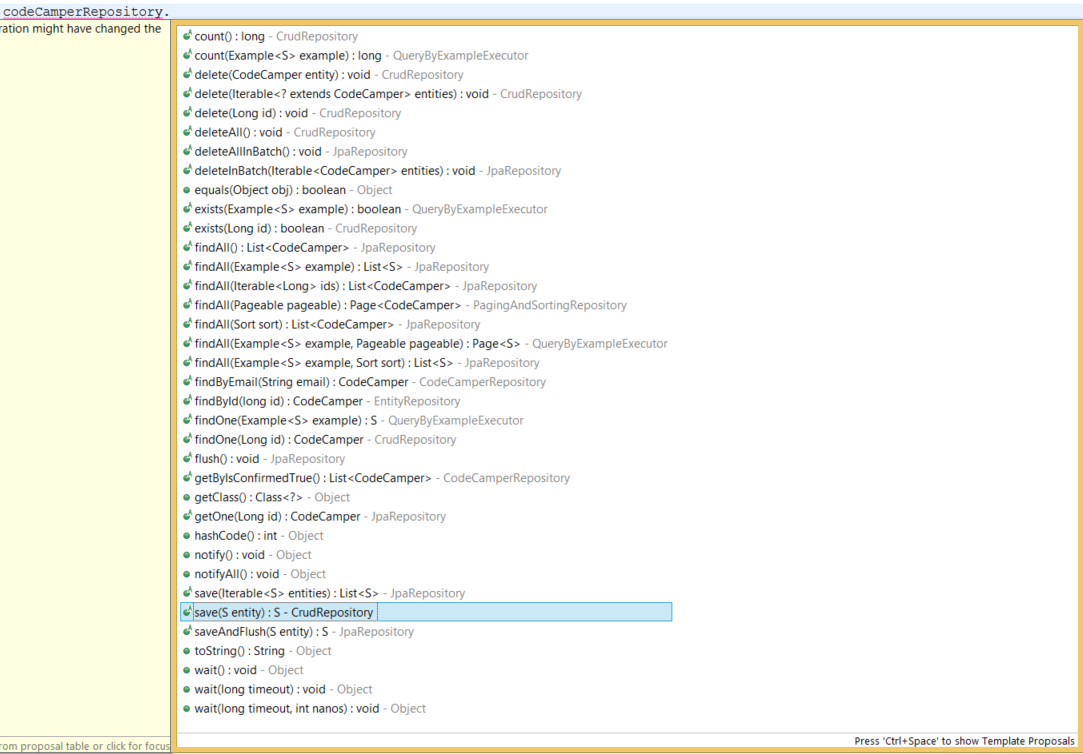 codeCamperRepository.
ration might have changed the
count() : long - CrudRepository
count(Example<S> example) : long - QueryByExampleExecutor
delete(CodeCamper entity) : void - CrudRepository
delete(Iterable<? extends CodeCamper> entities) : void - CrudRepository
delete(Long id) : void - CrudRepository
deleteAll() : void - CrudRepository
deleteAllInBatch() : void - JpaRepository
deleteInBatch(Iterable<CodeCamper> entities) : void - JpaRepository
equals(Object obj) : boolean - Object
exists(Example<S> example) : boolean - QueryByExampleExecutor
exists(Long id) : boolean - CrudRepository
findAll() : List<CodeCamper> - JpaRepository
findAll(Example<S> example) : List<S> - JpaRepository
findAll(Iterable<Long> ids) : List<CodeCamper> - JpaRepository
findAll(Pageable pageable) : Page<CodeCamper> - PagingAndSortingRepository
findAll(Sort sort) : List<CodeCamper> - JpaRepository
findAll(Example<S> example, Pageable pageable) : Page<S> - QueryByExampleExecutor
findAll(Example<S> example, Sort sort) : List<S> - JpaRepository
findByEmail(String email) : CodeCamper - CodeCamperRepository
findById(long id) : CodeCamper - EntityRepository
findOne(Example<S> example) : S - QueryByExampleExecutor
findOne(Long id) : CodeCamper - CrudRepository
flush() : void - JpaRepository
getByIsConfirmedTrue() : List<CodeCamper> - CodeCamperRepository
getClass() : Class<?> - Object
getOne(Long id) : CodeCamper - JpaRepository
hashCode() : int - Object
notify() : void - Object
notifyAll() : void - Object
save(Iterable<S> entities) : List<S> - JpaRepository
save(S entity) : S - CrudRepository
saveAndFlush(S entity) : S - JpaRepository
toString() : String - Object
wait() : void - Object
wait(long timeout) : void - Object
wait(long timeout, int nanos) : void - Object
Press 'Ctrl+Space' to show Template Proposals
rom proposal table or click for focus